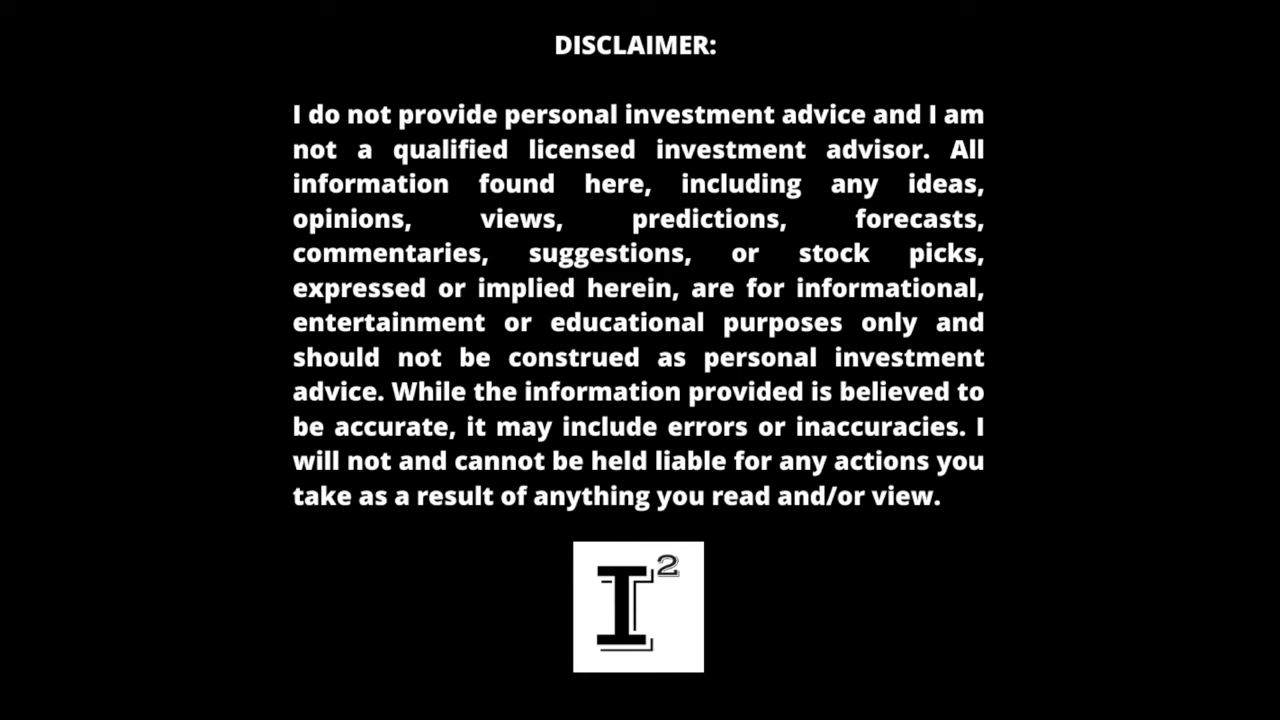 DISCLAIMER:
I do not provide personal investment advice and I am
not a qualified licensed investment advisor. All
information found here, including any ideas,
opinions, views, predictions, forecasts,
commentaries, suggestions, or stock picks,
expressed or implied herein, are for informational,
entertainment or educational purposes only and
should not be construed as personal investment
advice. While the information provided is believed to
be accurate, it may include errors or inaccuracies. I
will not and cannot be held liable for any actions you
take as a result of anything you read and/or view.
I²